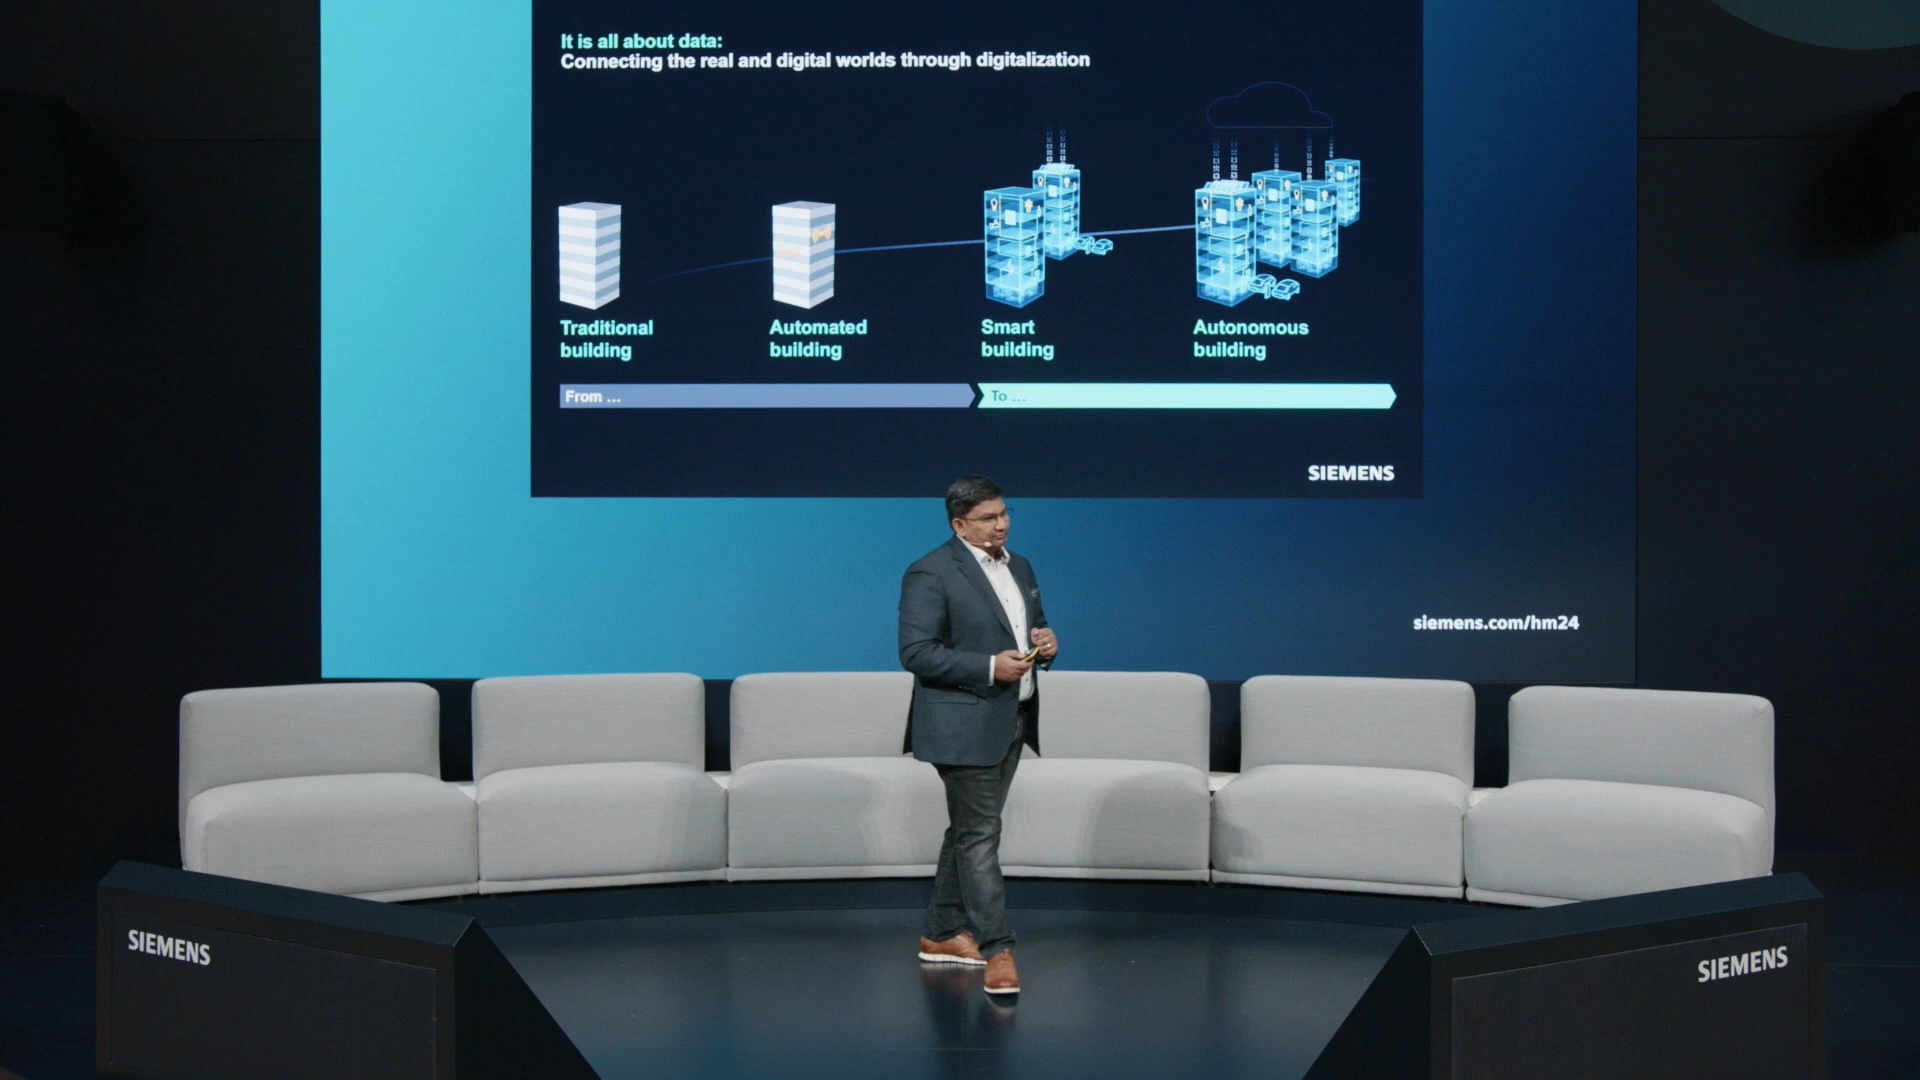 It is all about data:
Connecting the real and digital worlds through digitalization
Traditional
building
Automated
building
Smart
building
Autonomous
building
From ...
To ...
SIEMENS
siemens.com/hm24
SIEMENS
SIEMENS